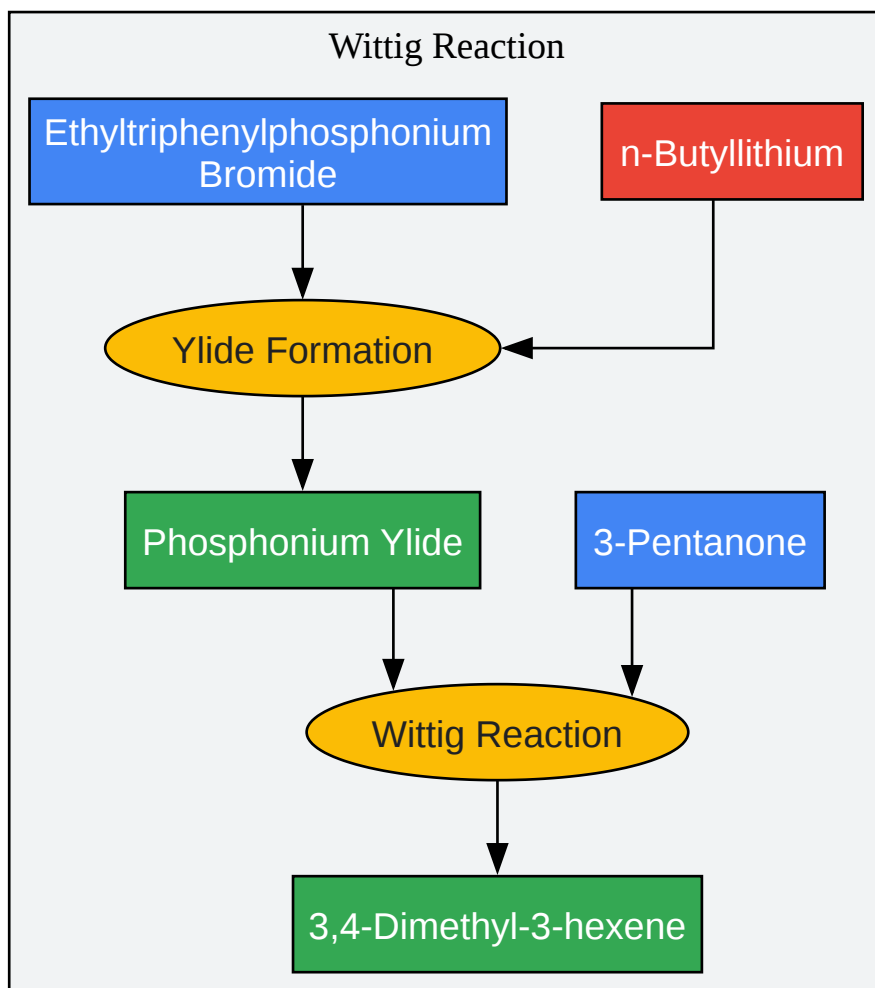 Wittig Reaction
Ethyltriphenylphosphonium
Bromide
n-Butyllithium
Ylide Formation
Phosphonium Ylide
3-Pentanone
Wittig Reaction
3,4-Dimethyl-3-hexene